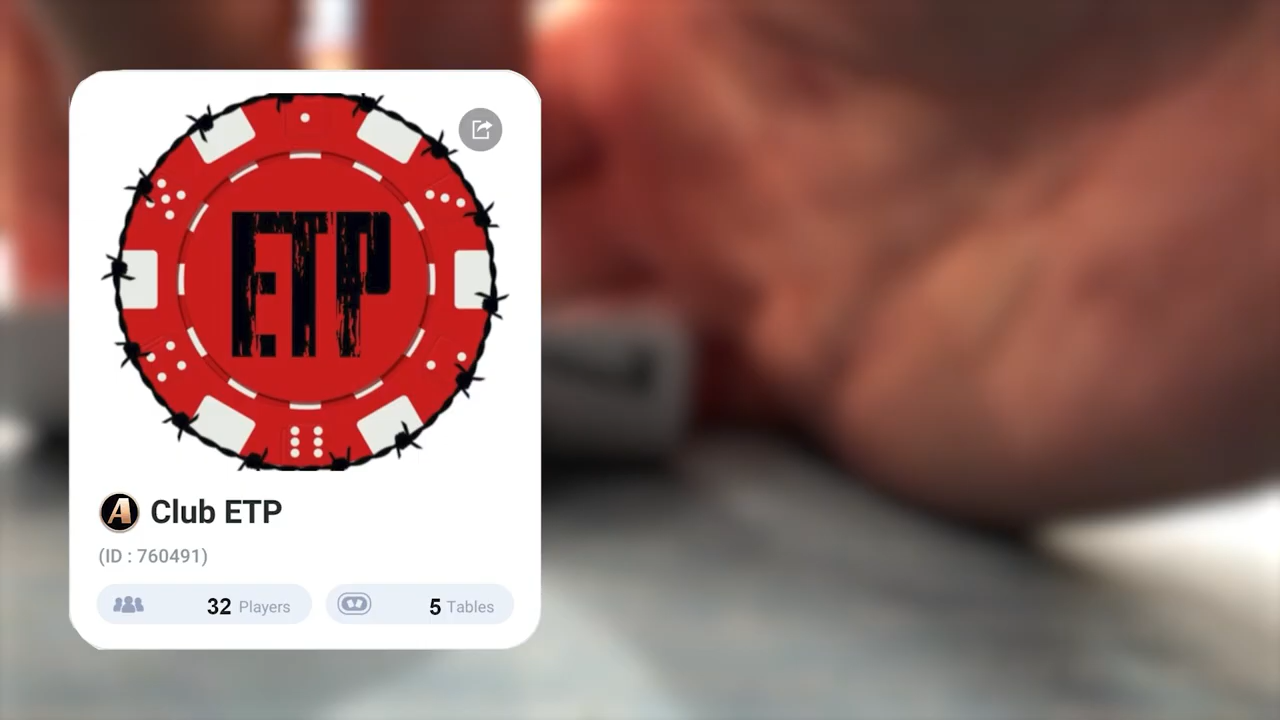 ETP
A Club ETP
(ID : 760491)
32 Players
5 Tables